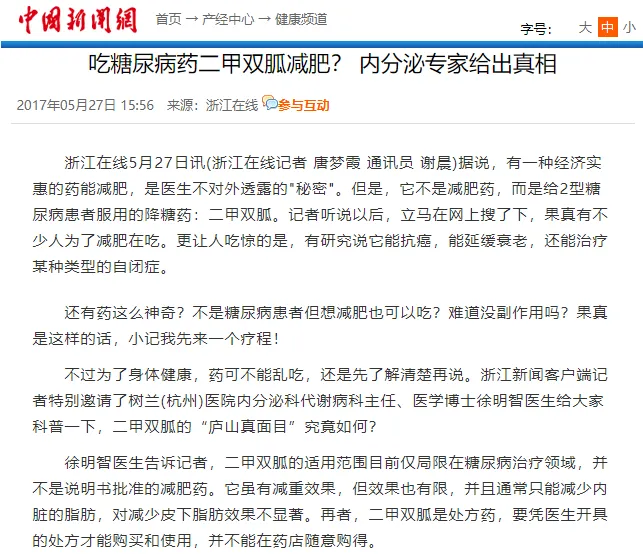 中国新闻网
首页 → 产经中心 → 健康频道
字号： 大 中 小
吃糖尿病药二甲双胍减肥？ 内分泌专家给出真相
2017年05月27日 15:56 来源：浙江在线 参与互动
浙江在线5月27日讯(浙江在线记者 唐梦霞 通讯员 谢晨)据说，有一种经济实
惠的药能减肥，是医生不对外透露的"秘密"。但是，它不是减肥药，而是给2型糖
尿病患者服用的降糖药：二甲双胍。记者听说以后，立马在网上搜了下，果真有不
少人为了减肥在吃。更让人吃惊的是，有研究说它能抗癌，能延缓衰老，还能治疗
某种类型的自闭症。
还有药这么神奇？不是糖尿病患者但想减肥也可以吃？难道没副作用吗？果真
是这样的话，小记我先来一个疗程！
不过为了身体健康，药可不能乱吃，还是先了解清楚再说。浙江新闻客户端记
者特别邀请了树兰(杭州)医院内分泌科代谢病科主任、医学博士徐明智医生给大家
科普一下，二甲双胍的“庐山真面目”究竟如何？
徐明智医生告诉记者，二甲双胍的适用范围目前仅局限在糖尿病治疗领域，并
不是说明书批准的减肥药。它虽有减重效果，但效果也有限，并且通常只能减少内
脏的脂肪，对减少皮下脂肪效果不显著。再者，二甲双胍是处方药，要凭医生开具
的处方才能购买和使用，并不能在药店随意购得。